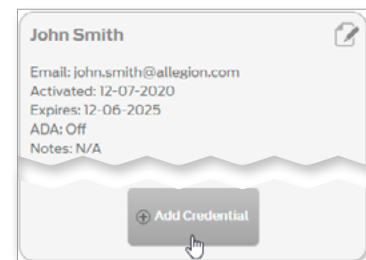 John Smith
Email: john.smith@allegion.com
Activated: 12-07-2020
Expires: 12-06-2025
ADA: Off
Notes: N/A
Add Credential